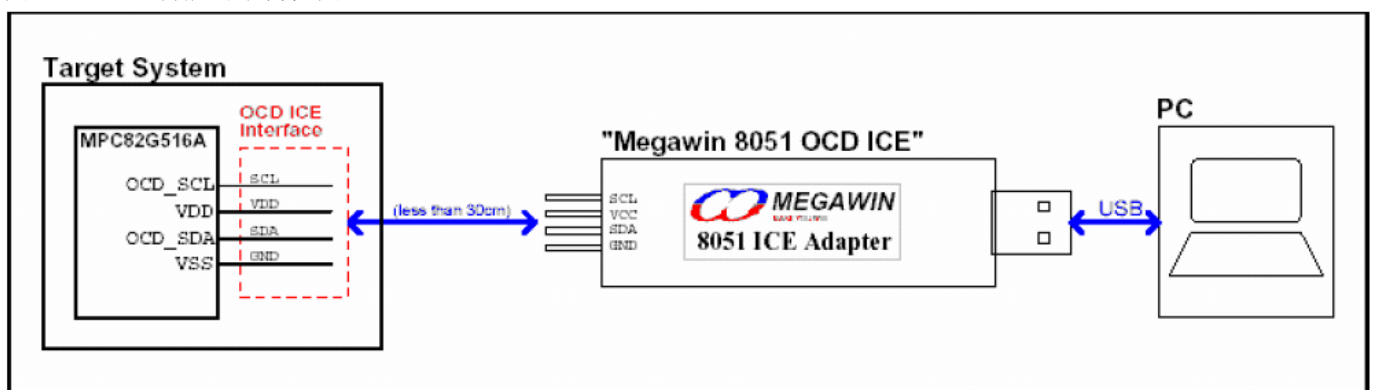 Target System
OCD ICE
Interface
MPC82G516A
OCD_SCL
VDD
OCD_SDA
VSS
SCL
VDD
SDA
GND
(less than 30cm)
"Megawin 8051 OCD ICE"
SCL
VCC
SDA
GND
MEGAWIN
8051 ICE Adapter
USB
PC